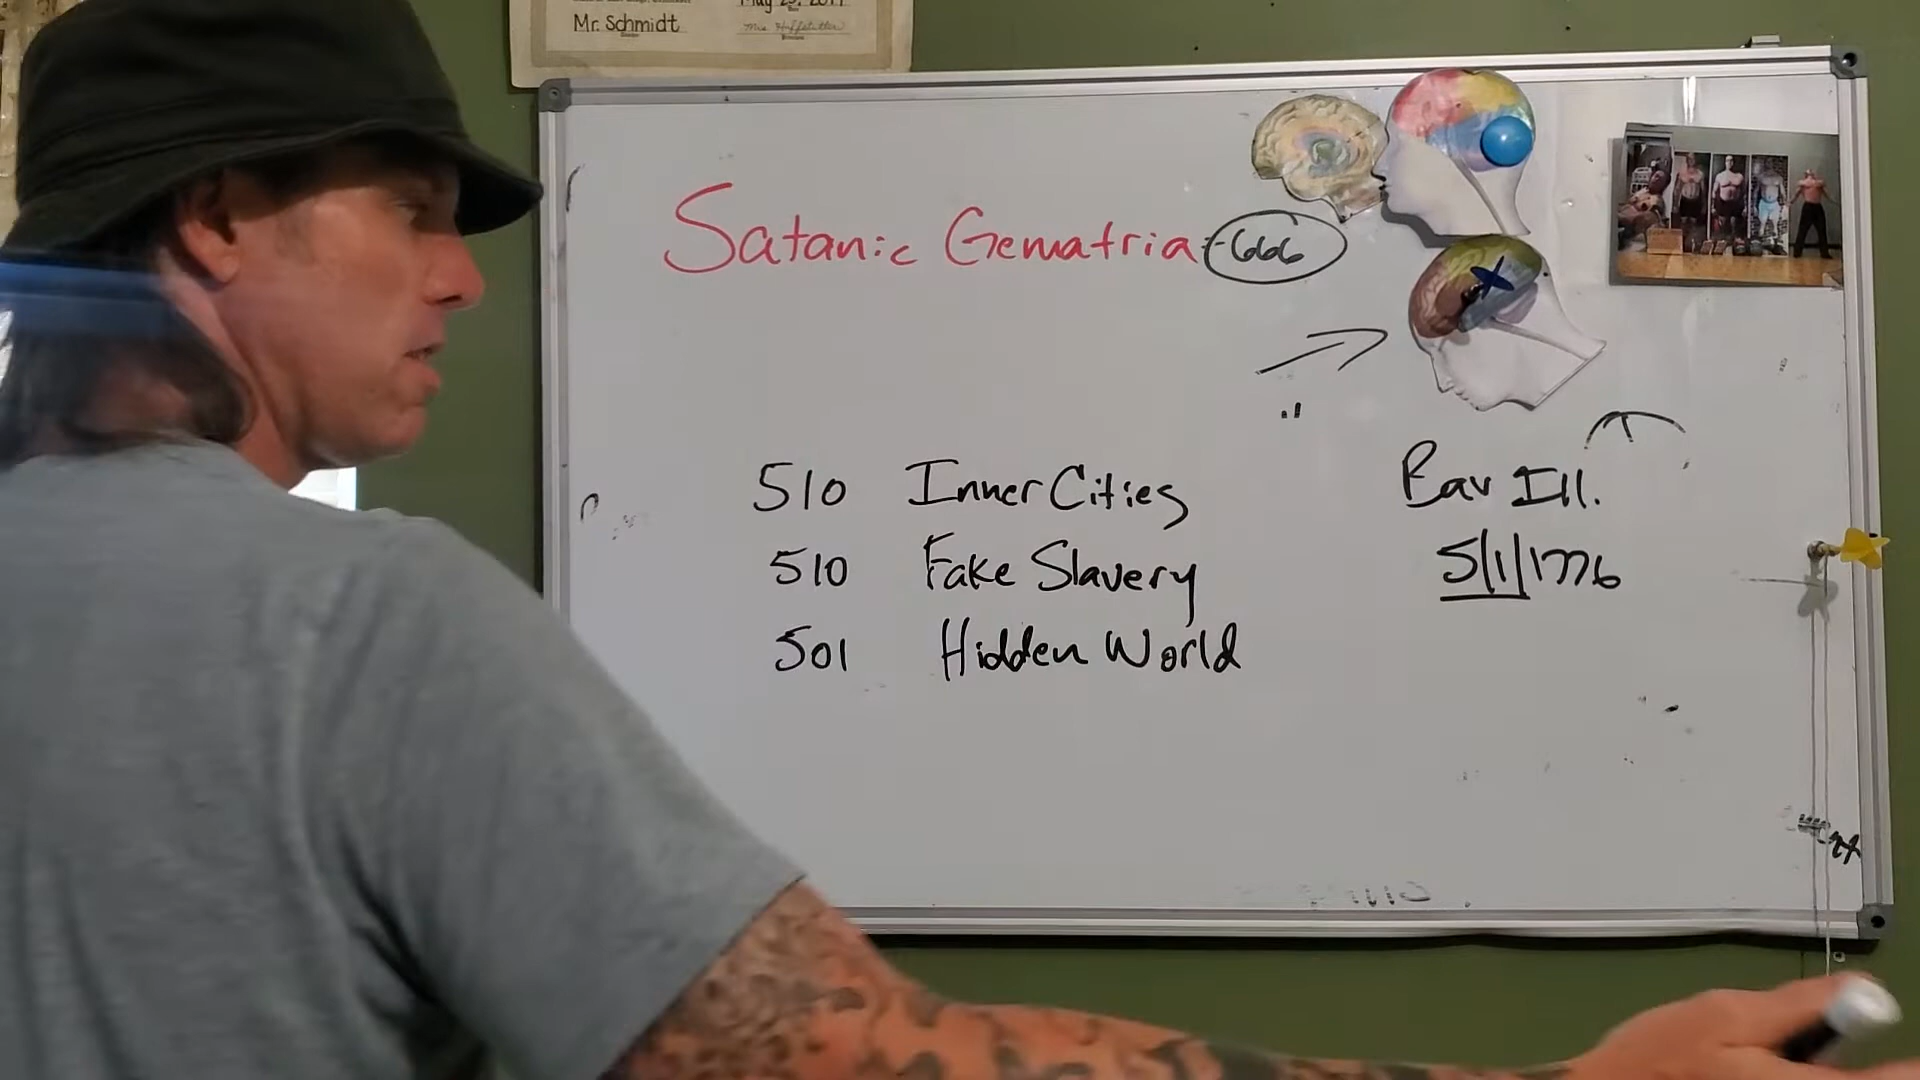 Mr. Schmidt
Satanic Gematria - 666
510 Inner Cities
Bav Ill.
510 Fake Slavery
5/1/1776
501 Hidden World